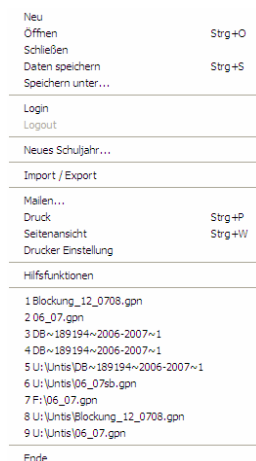 Neu
Öffnen Strg+O
Schließen
Daten speichern Strg+S
Speichern unter...
Login
Logout
Neues Schuljahr...
Import / Export
Mailen...
Druck Strg+P
Seitenansicht Strg+W
Drucker Einstellung
Hilfsfunktionen
1 Blockung_12_0708.gpn
2 06_07.gpn
3 DB~189194~2006-2007~1
4 DB~189194~2006-2007~1
5 U:\Untis\DB~189194~2006-2007~1
6 U:\Untis\06_07sb.gpn
7 F:\06_07.gpn
8 U:\Untis\Blockung_12_0708.gpn
9 U:\Untis\06_07.gpn
Ende